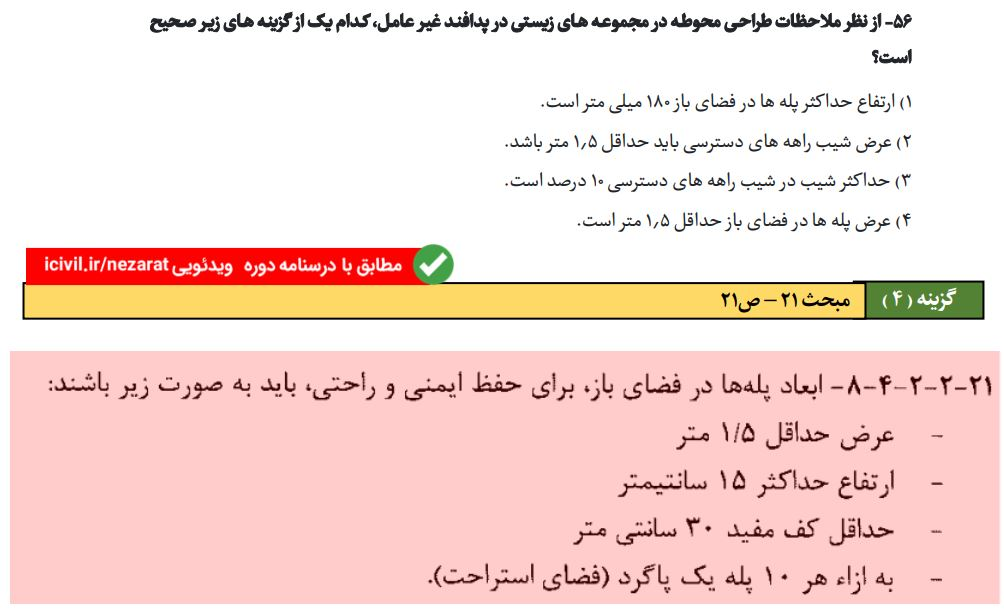 ۵۶- از نظر ملاحظات طراحی محوطه در مجموعه های زیستی در پدافند غیر عامل، کدام یک از گزینه های زیر صحیح
است؟
۱) ارتفاع حداکثر پله ها در فضای باز ۱۸۰ میلی متر است.
۲) عرض شیب راهه های دسترسی باید حداقل ۱٫۵ متر باشد.
۳) حداکثر شیب در شیب راهه های دسترسی ۱۰ درصد است.
۴) عرض پله ها در فضای باز حداقل ۱٫۵ متر است.
مطابق با درسنامه دوره ویدئویی icivil.ir/nezarat
گزینه (۴) مبحث ۲۱ – ص۲۱
۲۱-۲-۲-۴-۸- ابعاد پله‌ها در فضای باز، برای حفظ ایمنی و راحتی، باید به صورت زیر باشند:
- عرض حداقل ۱/۵ متر
- ارتفاع حداکثر ۱۵ سانتیمتر
- حداقل کف مفید ۳۰ سانتی متر
- به ازاء هر ۱۰ پله یک پاگرد (فضای استراحت).